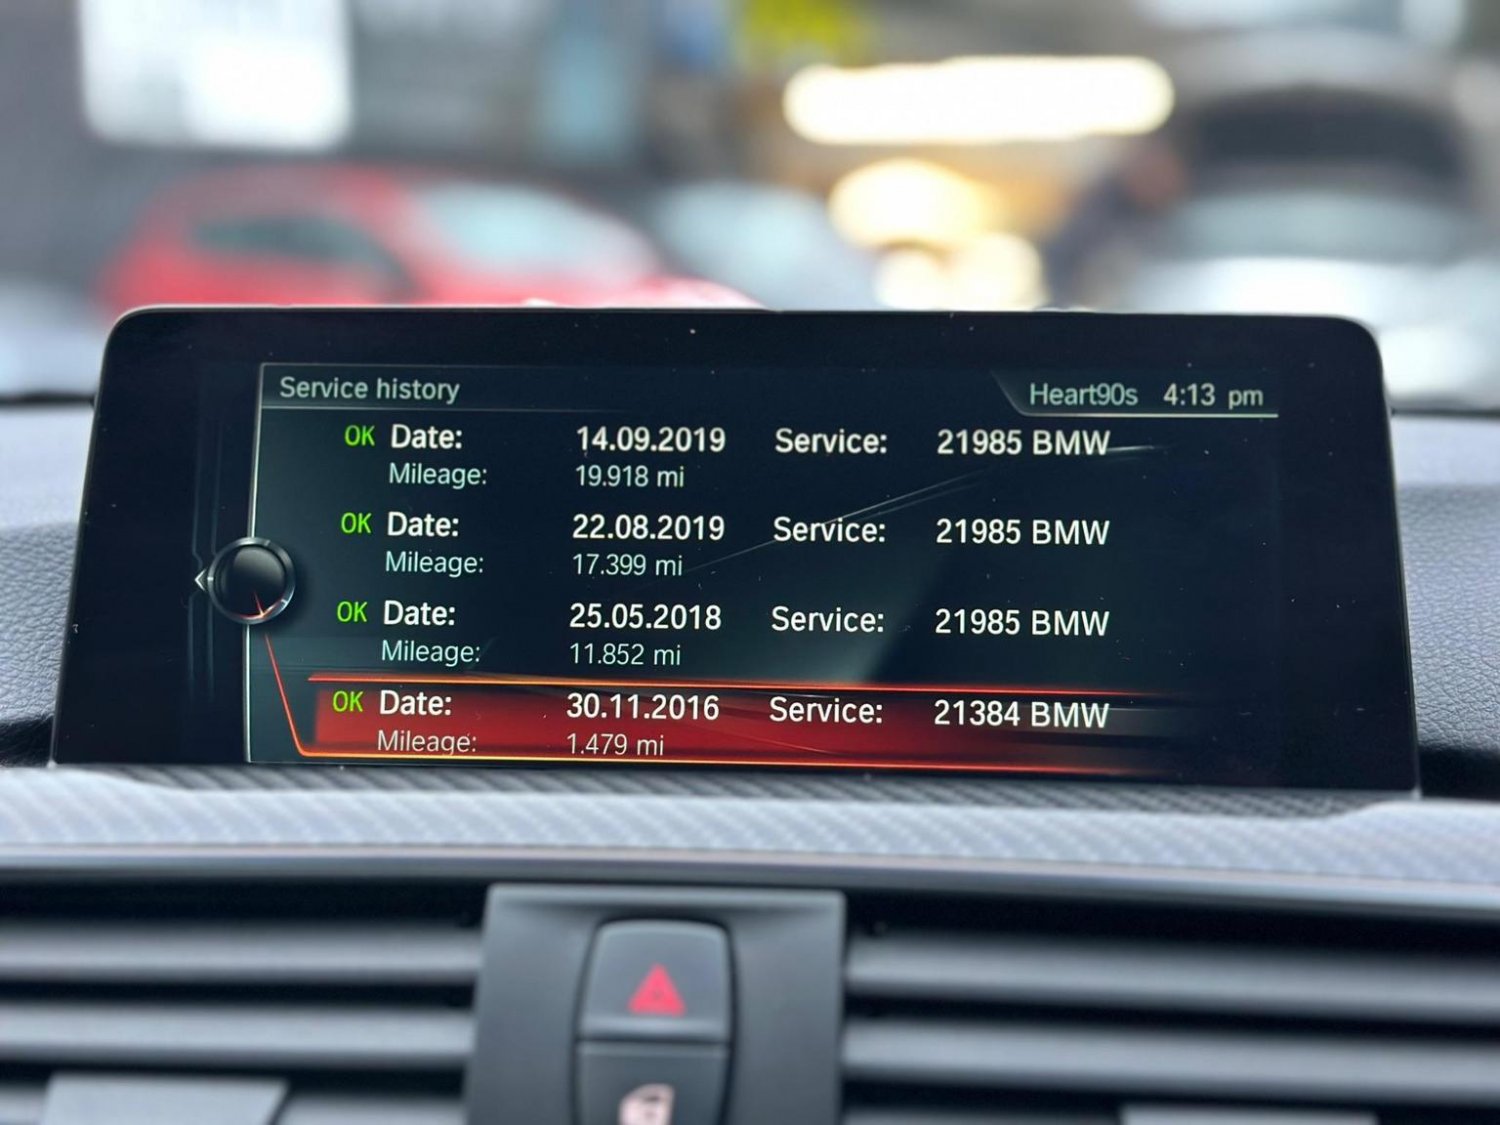 Service history
Heart90s 4:13 pm
OK Date: 14.09.2019 Service: 21985 BMW
Mileage: 19.918 mi
OK Date: 22.08.2019 Service: 21985 BMW
Mileage: 17.399 mi
OK Date: 25.05.2018 Service: 21985 BMW
Mileage: 11.852 mi
OK Date: 30.11.2016 Service: 21384 BMW
Mileage: 1.479 mi